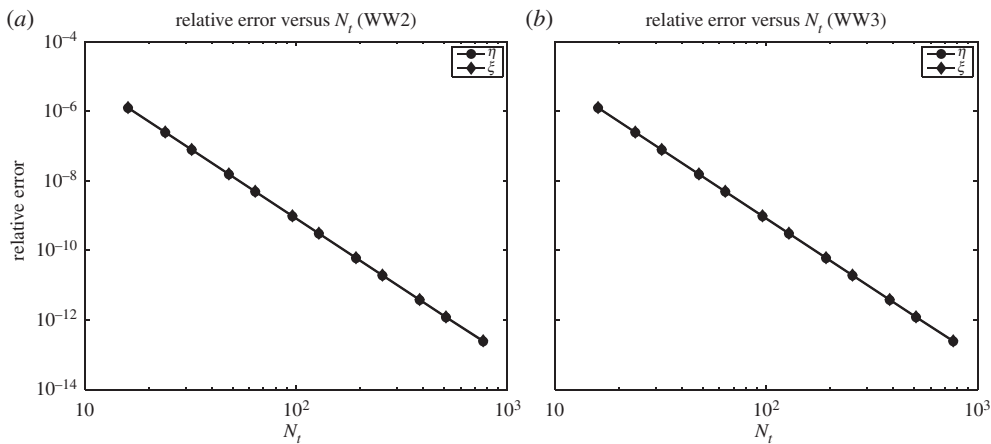 (a) relative error versus N_t (WW2)
10^–4
10^–6
10^–8
10^–10
10^–12
10^–14
relative error
η
ξ
10 10^2 10^3
N_t
(b) relative error versus N_t (WW3)
η
ξ
10 10^2 10^3
N_t